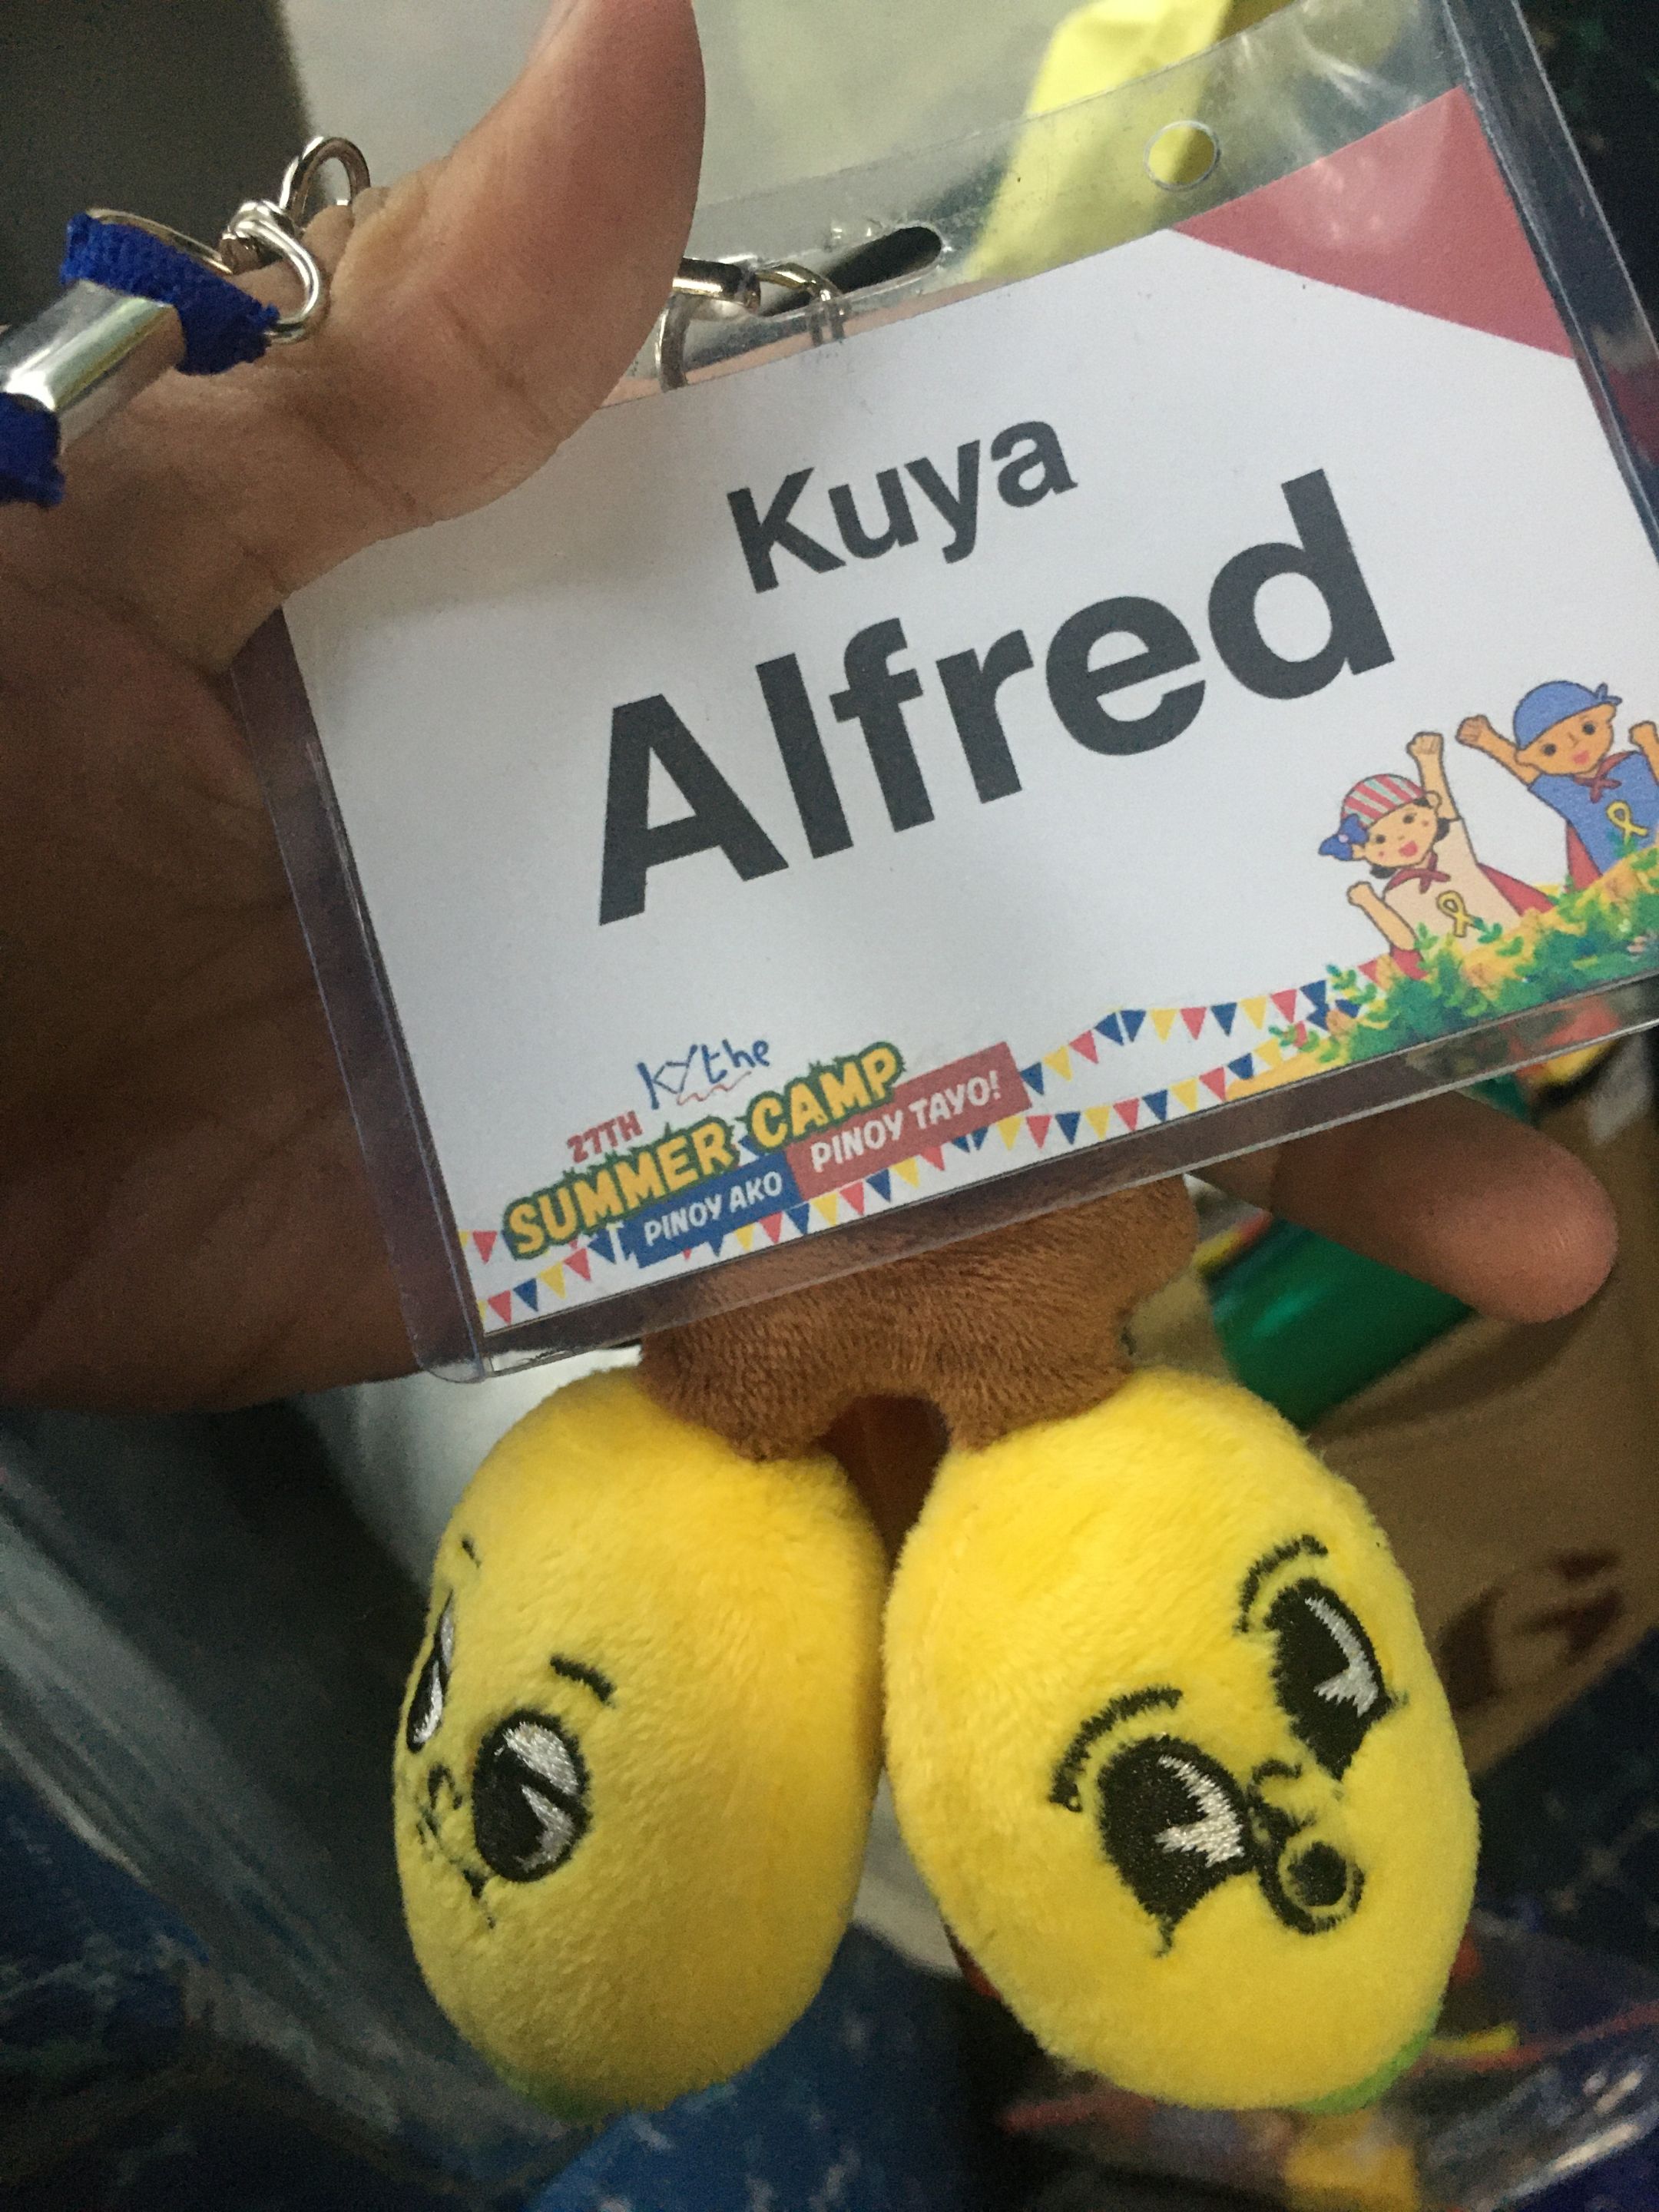 Kuya
Alfred
kythe
27TH
SUMMER CAMP
PINOY AKO PINOY TAYO!